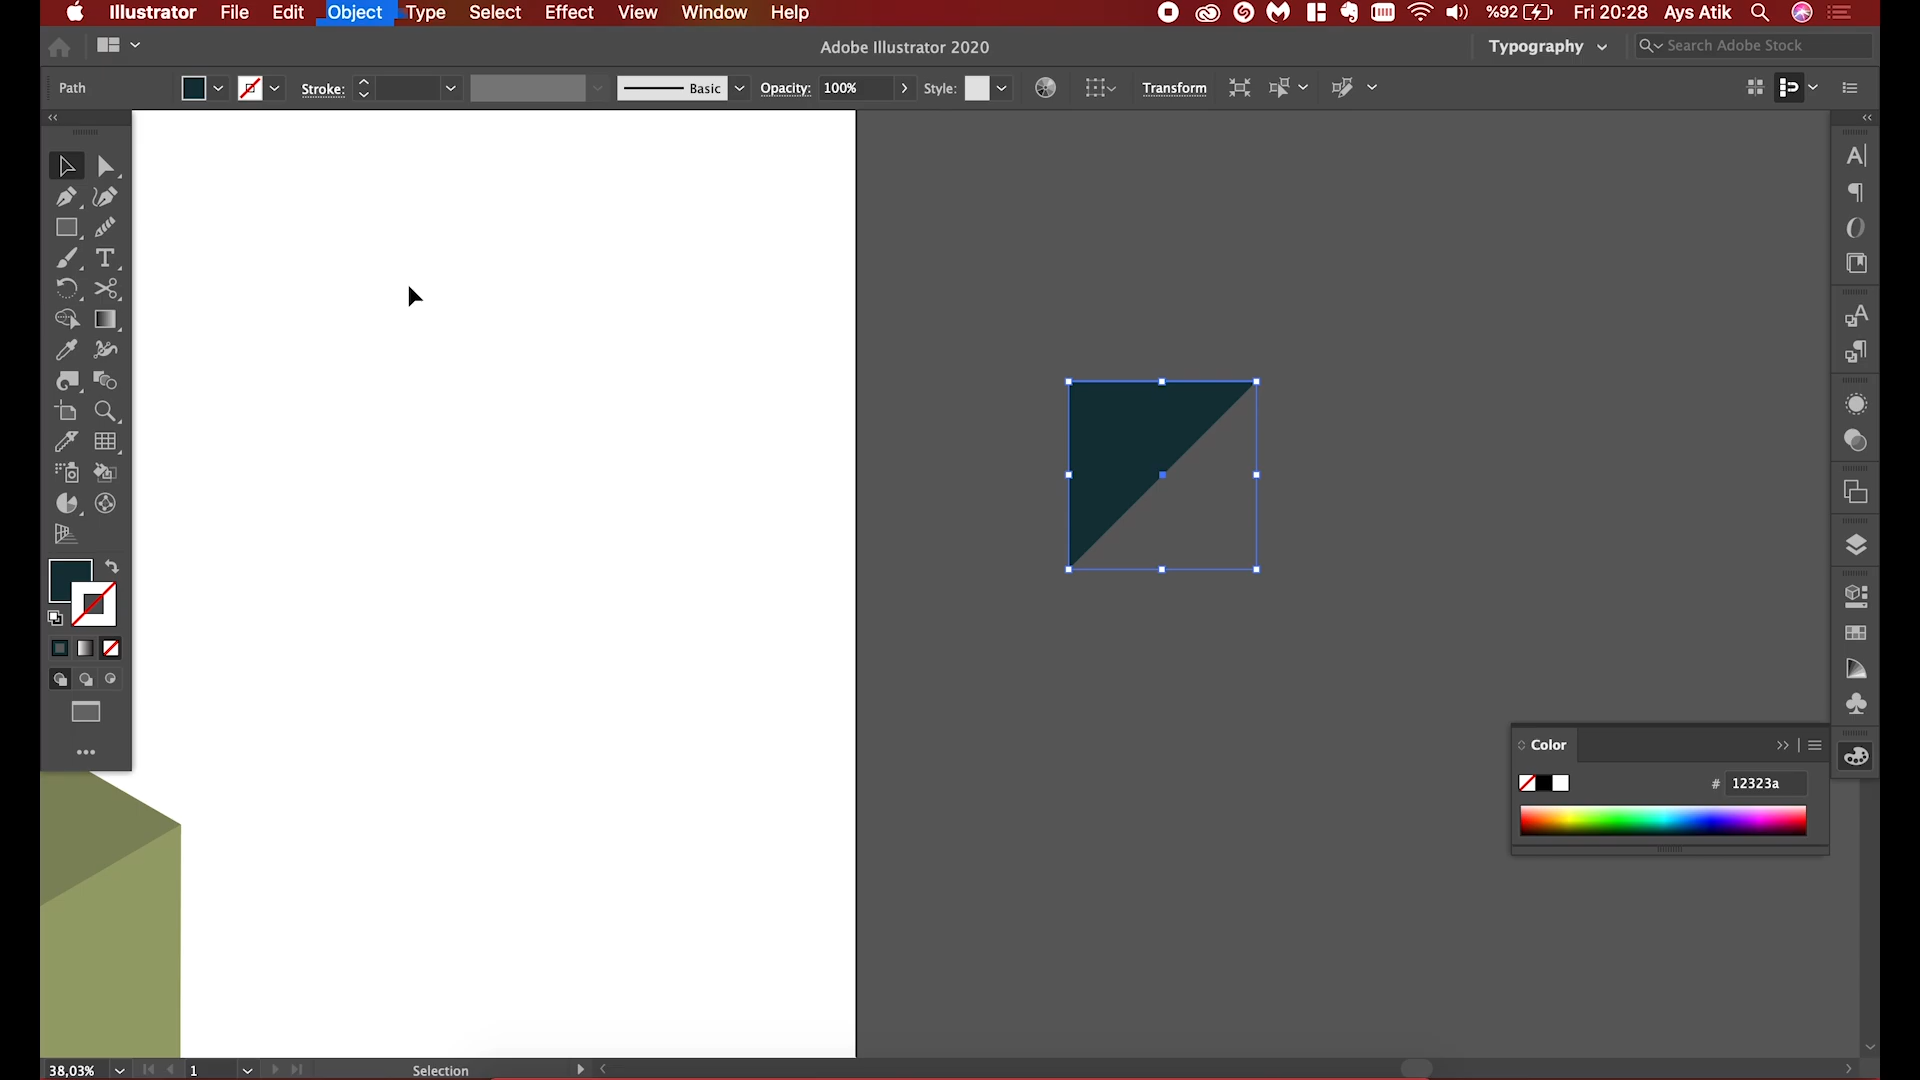 Illustrator File Edit Object Type Select Effect View Window Help %92 Fri 20:28 Ays Atik
Adobe Illustrator 2020 Typography Search Adobe Stock
Path Stroke: Basic Opacity: 100% Style: Transform
Color
# 12323a
38,03% 1 Selection